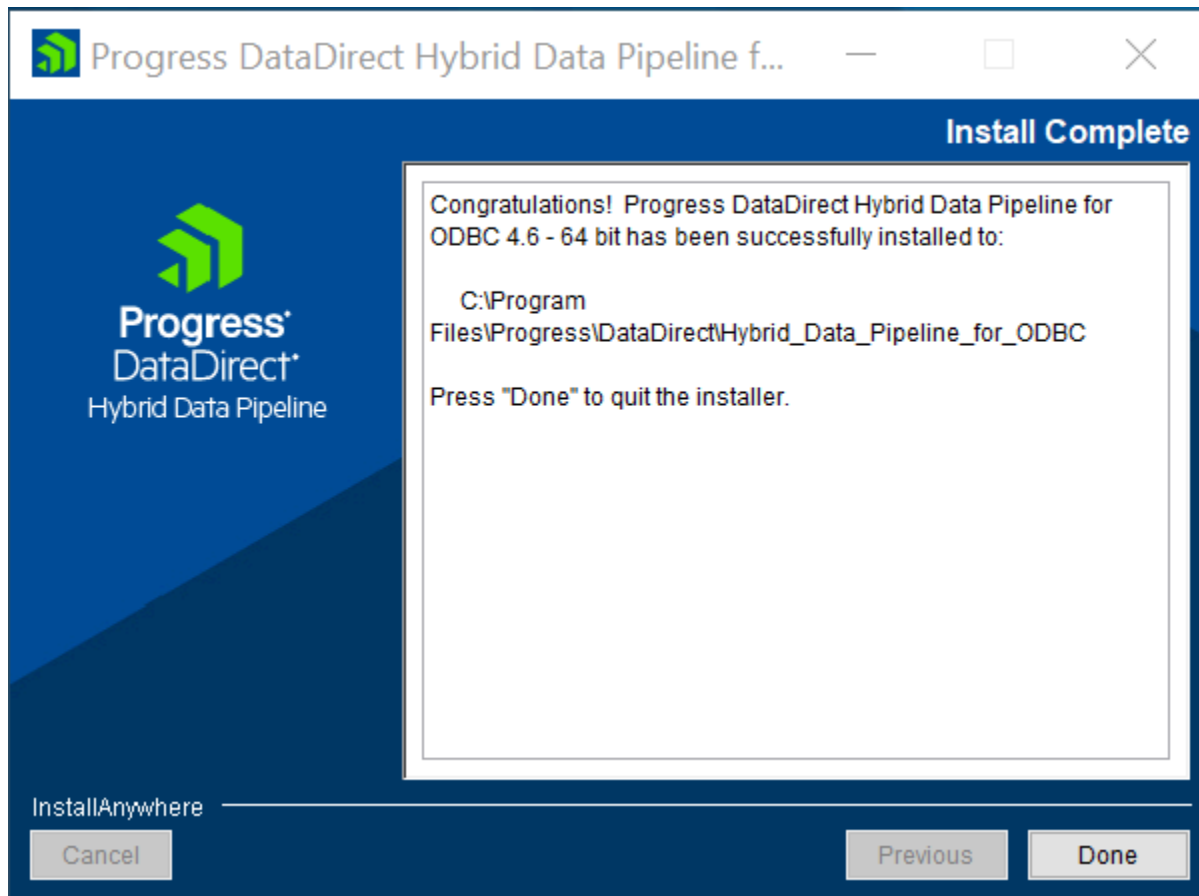 Progress DataDirect Hybrid Data Pipeline f...
Install Complete
Progress
DataDirect
Hybrid Data Pipeline
Congratulations!  Progress DataDirect Hybrid Data Pipeline for
ODBC 4.6 - 64 bit has been successfully installed to:
C:\Program
Files\Progress\DataDirect\Hybrid_Data_Pipeline_for_ODBC
Press "Done" to quit the installer.
InstallAnywhere
Cancel
Previous
Done